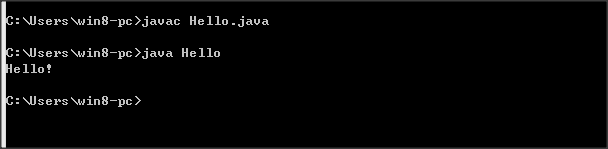 C:\Users\win8-pc>javac Hello.java
C:\Users\win8-pc>java Hello
Hello!
C:\Users\win8-pc>